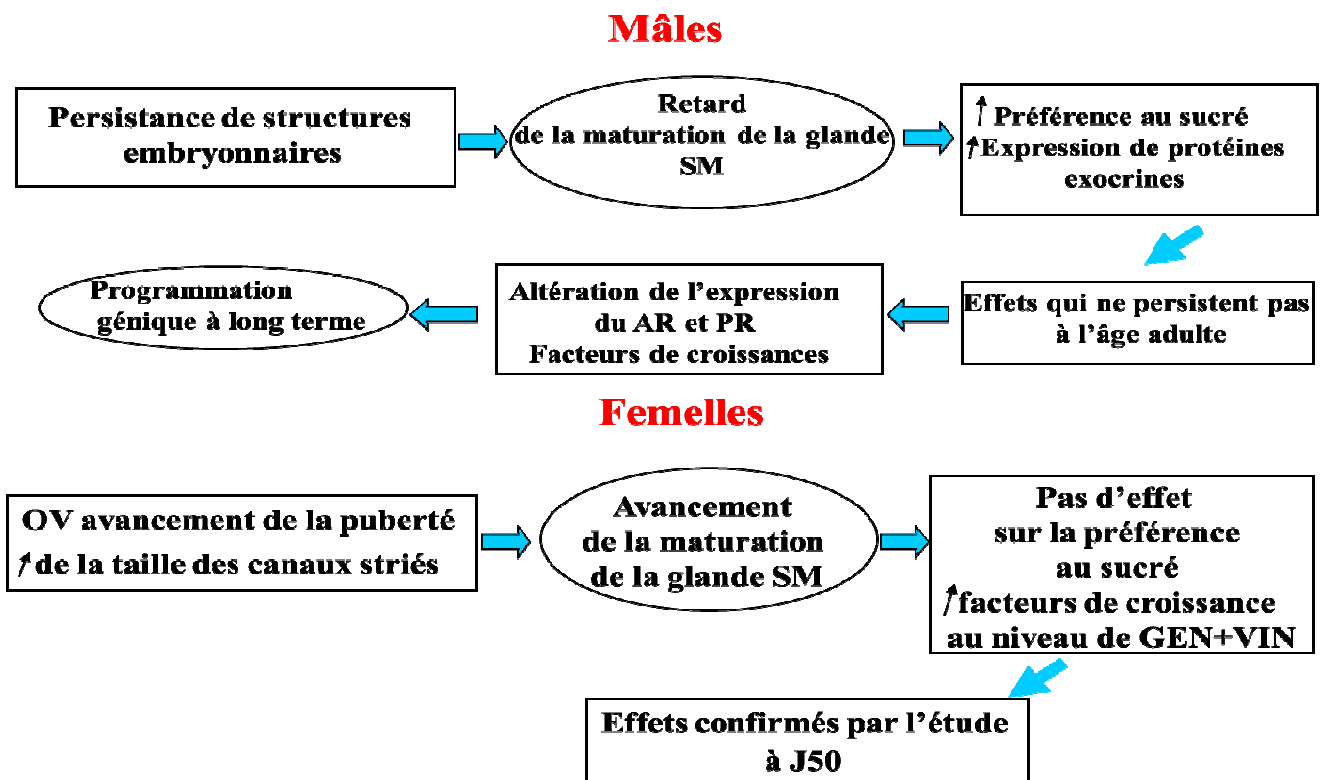 Mâles
Persistance de structures
embryonnaires
Retard
de la maturation de la glande
SM
↑ Préférence au sucré
↑Expression de protéines
exocrines
Effets qui ne persistent pas
à l'âge adulte
Altération de l'expression
du AR et PR
Facteurs de croissances
Programmation
génique à long terme
Femelles
OV avancement de la puberté
↑ de la taille des canaux striés
Avancement
de la maturation
de la glande SM
Pas d'effet
sur la préférence
au sucré
↑facteurs de croissance
au niveau de GEN+VIN
Effets confirmés par l'étude
à J50